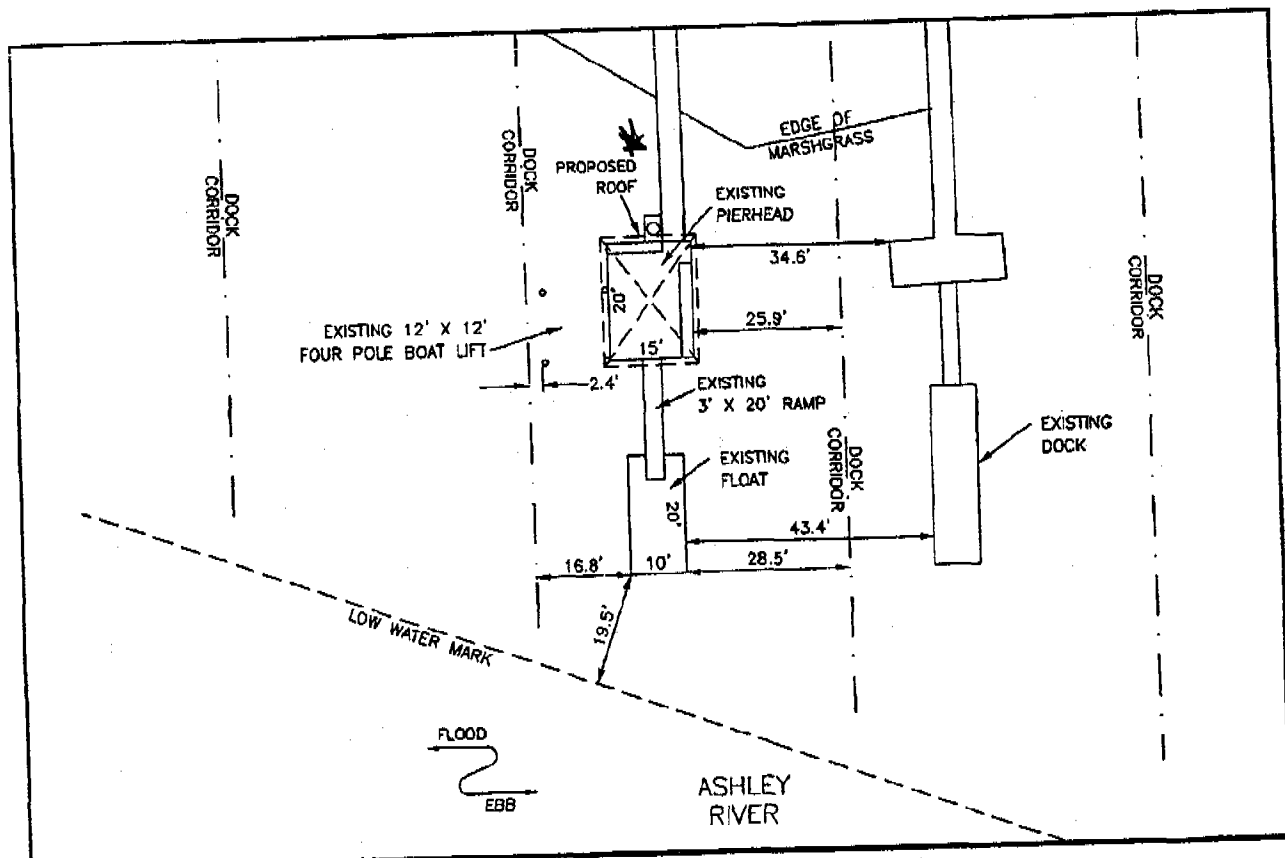 EDGE OF
MARSHGRASS
DOCK
CORRIDOR
DOCK
CORRIDOR
PROPOSED
ROOF
EXISTING
PIERHEAD
34.6'
DOCK
CORRIDOR
20'
25.9'
EXISTING 12' X 12'
FOUR POLE BOAT LIFT
15'
2.4'
EXISTING
3' X 20' RAMP
EXISTING
DOCK
EXISTING
FLOAT
DOCK
CORRIDOR
20'
43.4'
16.8'
10'
28.5'
19.5'
LOW WATER MARK
FLOOD
EBB
ASHLEY
RIVER